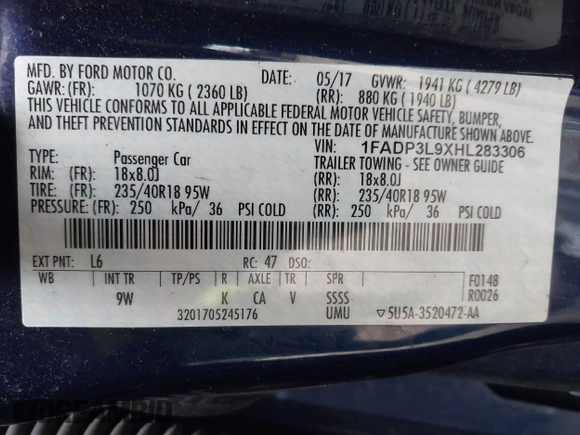 MFD. BY FORD MOTOR CO.
DATE: 05/17 GVWR: 1941 KG ( 4279 LB)
GAWR: (FR): 1070 KG ( 2360 LB) (RR): 880 KG ( 1940 LB)
THIS VEHICLE CONFORMS TO ALL APPLICABLE FEDERAL MOTOR VEHICLE SAFETY, BUMPER,
AND THEFT PREVENTION STANDARDS IN EFFECT ON THE DATE OF MANUFACTURE SHOWN ABOVE.
VIN: 1FADP3L9XHL283306
TYPE: Passenger Car TRAILER TOWING - SEE OWNER GUIDE
RIM: (FR): 18x8.0J (RR): 18x8.0J
TIRE: (FR): 235/40R18 95W (RR): 235/40R18 95W
PRESSURE: (FR): 250 kPa/ 36 PSI COLD (RR): 250 kPa/ 36 PSI COLD
EXT PNT: L6 RC: 47 DSO:
WB INT TR TP/PS R AXLE TR SPR F0148
9W K CA V SSSS R0026
3201705245176 UMU ▽5U5A-3520472-AA